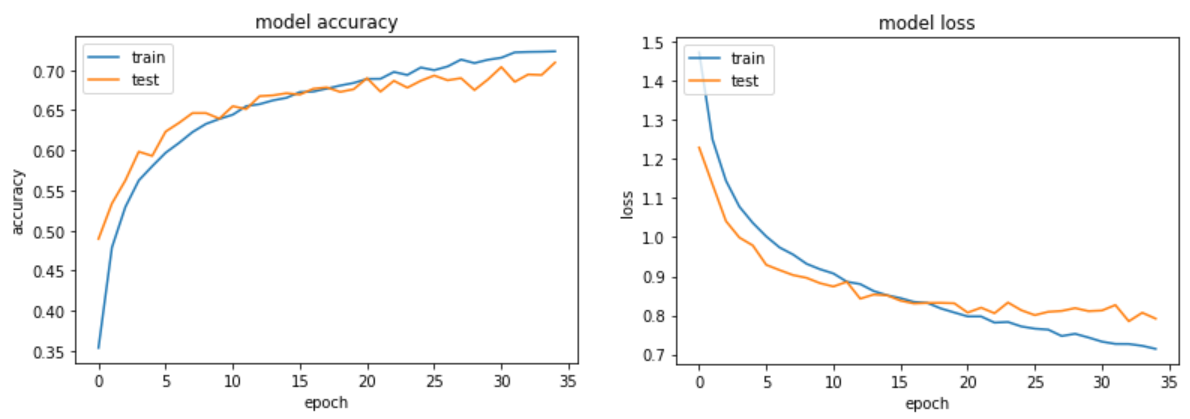 model accuracy
train
test
0.70
0.65
0.60
0.55
0.50
0.45
0.40
0.35
accuracy
0 5 10 15 20 25 30 35
epoch
model loss
train
test
1.5
1.4
1.3
1.2
1.1
1.0
0.9
0.8
0.7
loss
0 5 10 15 20 25 30 35
epoch